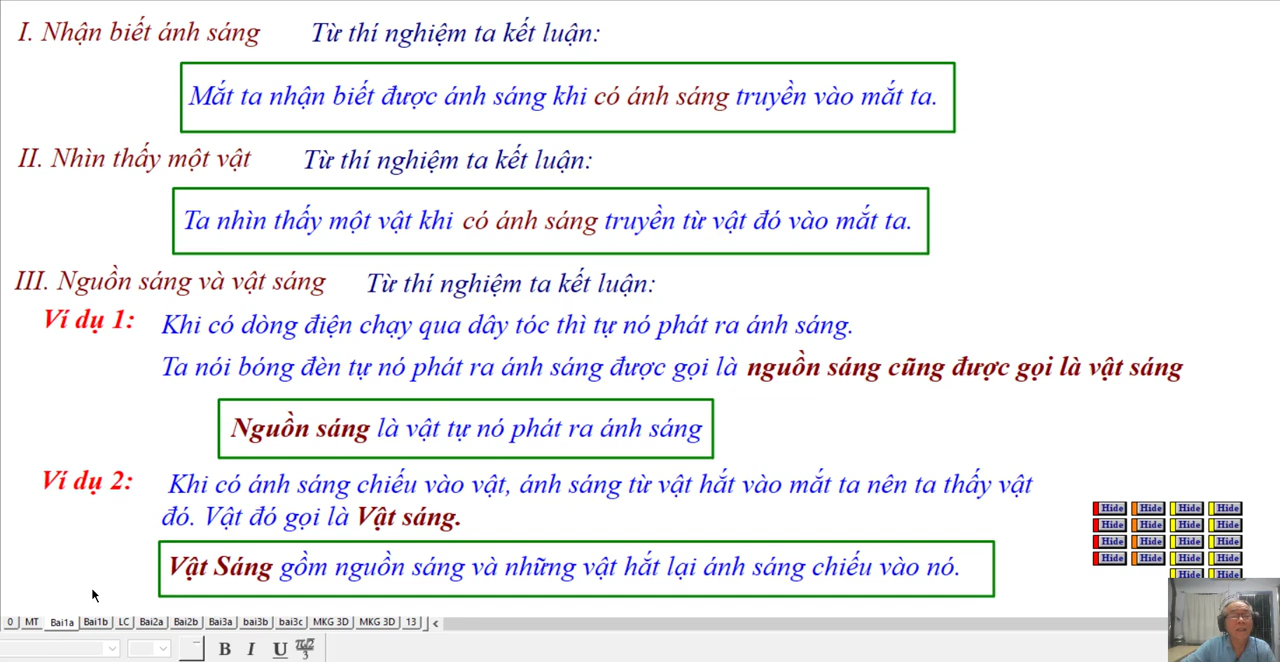 I. Nhận biết ánh sáng Từ thí nghiệm ta kết luận:
Mắt ta nhận biết được ánh sáng khi có ánh sáng truyền vào mắt ta.
II. Nhìn thấy một vật Từ thí nghiệm ta kết luận:
Ta nhìn thấy một vật khi có ánh sáng truyền từ vật đó vào mắt ta.
III. Nguồn sáng và vật sáng Từ thí nghiệm ta kết luận:
Ví dụ 1: Khi có dòng điện chạy qua dây tóc thì tự nó phát ra ánh sáng.
Ta nói bóng đèn tự nó phát ra ánh sáng được gọi là nguồn sáng cũng được gọi là vật sáng
Nguồn sáng là vật tự nó phát ra ánh sáng
Ví dụ 2: Khi có ánh sáng chiếu vào vật, ánh sáng từ vật hắt vào mắt ta nên ta thấy vật
đó. Vật đó gọi là Vật sáng.
Hide Hide Hide Hide
Hide Hide Hide Hide
Hide Hide Hide Hide
Hide Hide Hide Hide
Hide Hide
Vật Sáng gồm nguồn sáng và những vật hắt lại ánh sáng chiếu vào nó.
0 MT Bai1a Bai1b LC Bai2a Bai2b Bai3a bai3b bai3c MKG 3D MKG 3D 13 <
B I U